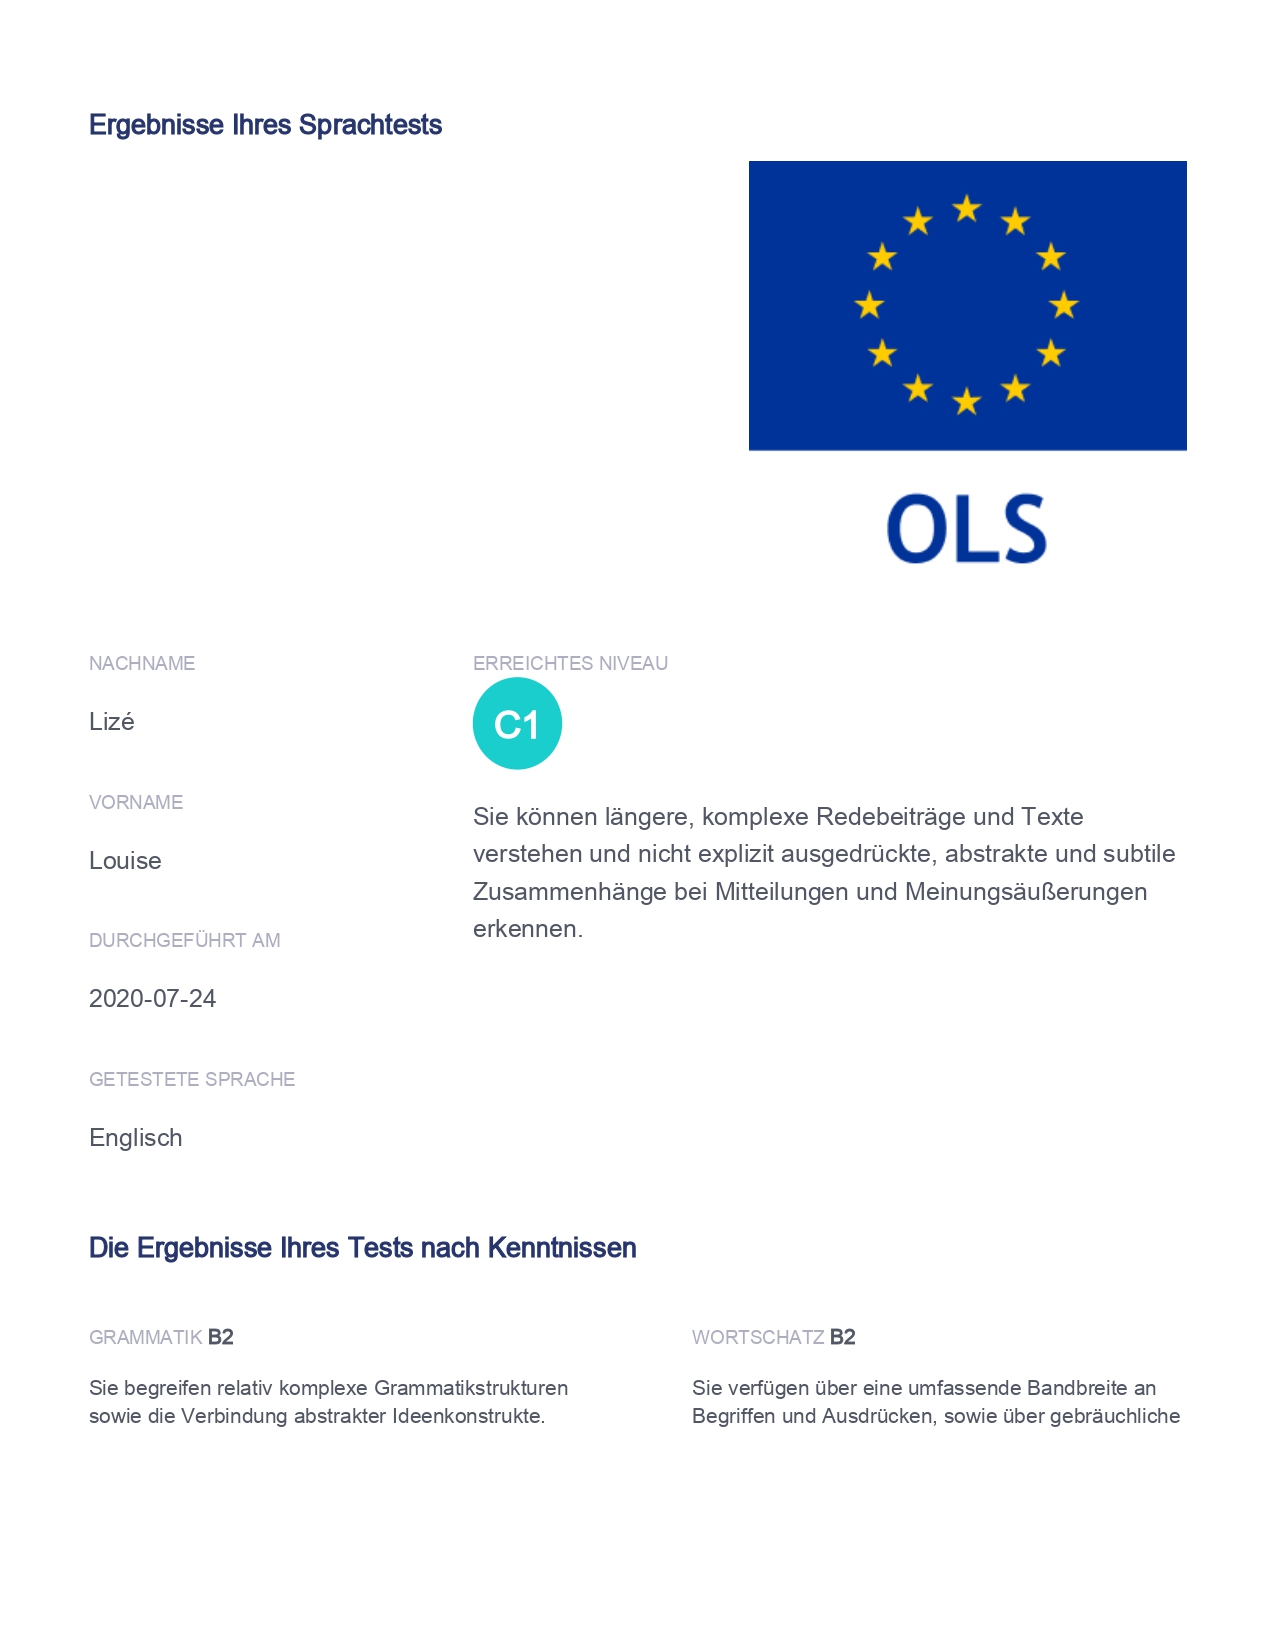 Ergebnisse Ihres Sprachtests
OLS
NACHNAME
Lizé
VORNAME
Louise
DURCHGEFÜHRT AM
2020-07-24
GETESTETE SPRACHE
Englisch
ERREICHTES NIVEAU
C1
Sie können längere, komplexe Redebeiträge und Texte
verstehen und nicht explizit ausgedrückte, abstrakte und subtile
Zusammenhänge bei Mitteilungen und Meinungsäußerungen
erkennen.
Die Ergebnisse Ihres Tests nach Kenntnissen
GRAMMATIK B2
Sie begreifen relativ komplexe Grammatikstrukturen
sowie die Verbindung abstrakter Ideenkonstrukte.
WORTSCHATZ B2
Sie verfügen über eine umfassende Bandbreite an
Begriffen und Ausdrücken, sowie über gebräuchliche